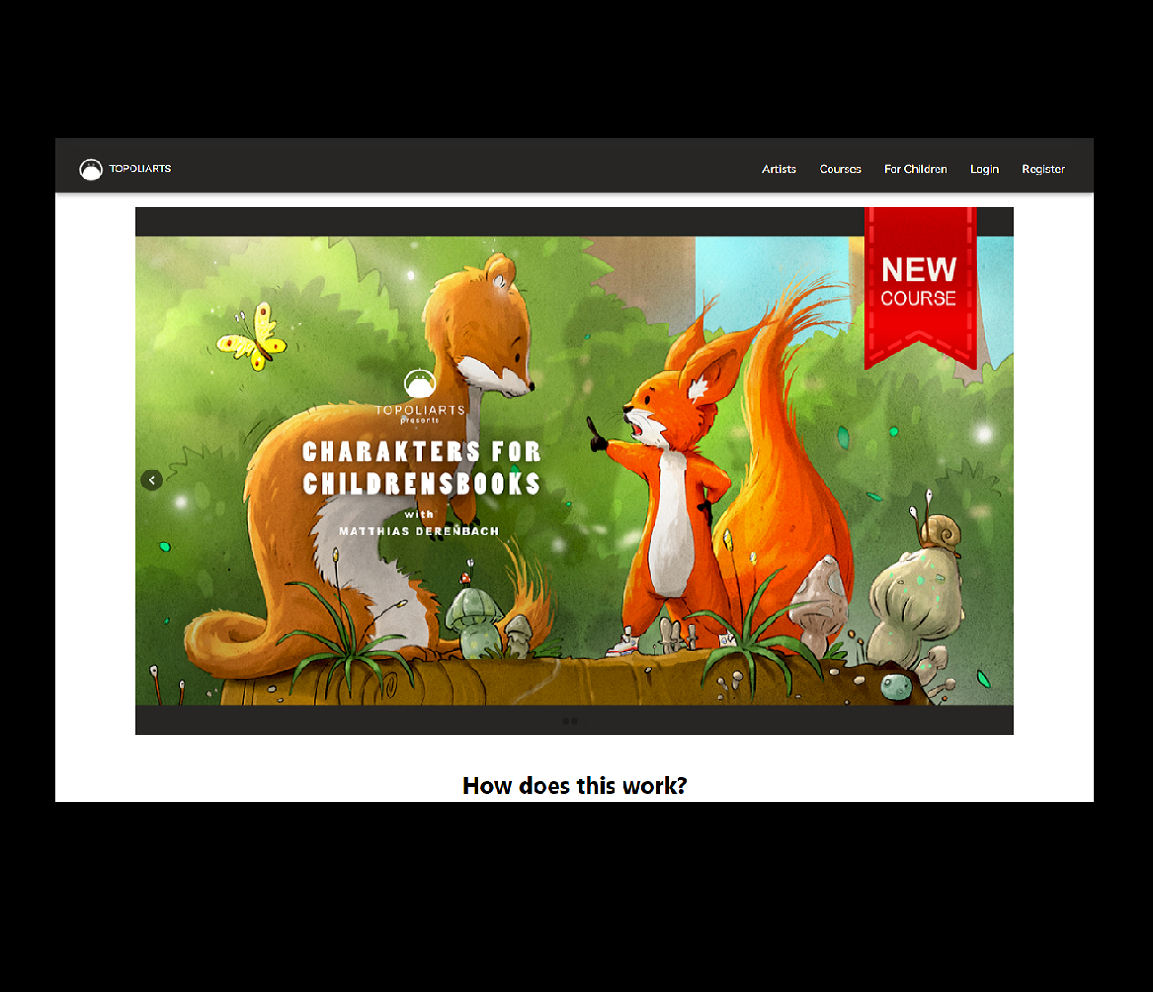 TOPOLIARTS
Artists Courses For Children Login Register
NEW
COURSE
TOPOLIARTS
presents
CHARAKTERS FOR
CHILDRENSBOOKS
with
MATTHIAS DERENBACH
How does this work?